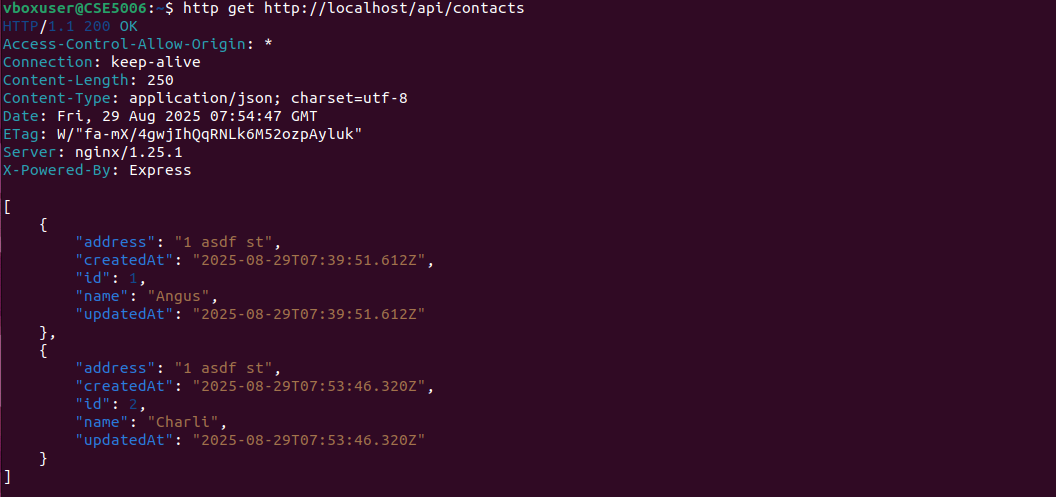 vboxuser@CSE5006:~$ http get http://localhost/api/contacts
HTTP/1.1 200 OK
Access-Control-Allow-Origin: *
Connection: keep-alive
Content-Length: 250
Content-Type: application/json; charset=utf-8
Date: Fri, 29 Aug 2025 07:54:47 GMT
ETag: W/"fa-mX/4gwjIhQqRNLk6M52ozpAyluk"
Server: nginx/1.25.1
X-Powered-By: Express

[
    {
        "address": "1 asdf st",
        "createdAt": "2025-08-29T07:39:51.612Z",
        "id": 1,
        "name": "Angus",
        "updatedAt": "2025-08-29T07:39:51.612Z"
    },
    {
        "address": "1 asdf st",
        "createdAt": "2025-08-29T07:53:46.320Z",
        "id": 2,
        "name": "Charli",
        "updatedAt": "2025-08-29T07:53:46.320Z"
    }
]